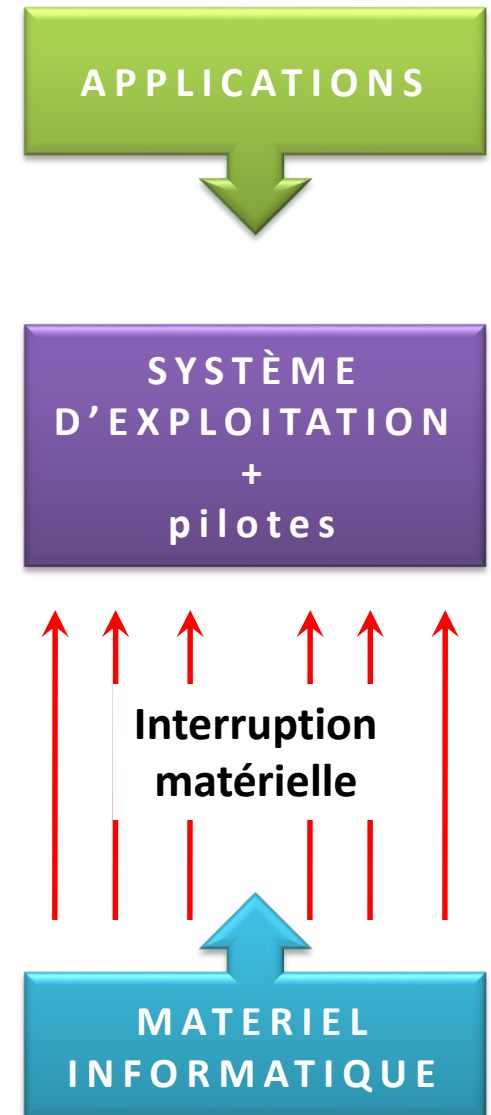 APPLICATIONS
SYSTÈME
D’EXPLOITATION
+
pilotes
Interruption
matérielle
MATERIEL
INFORMATIQUE